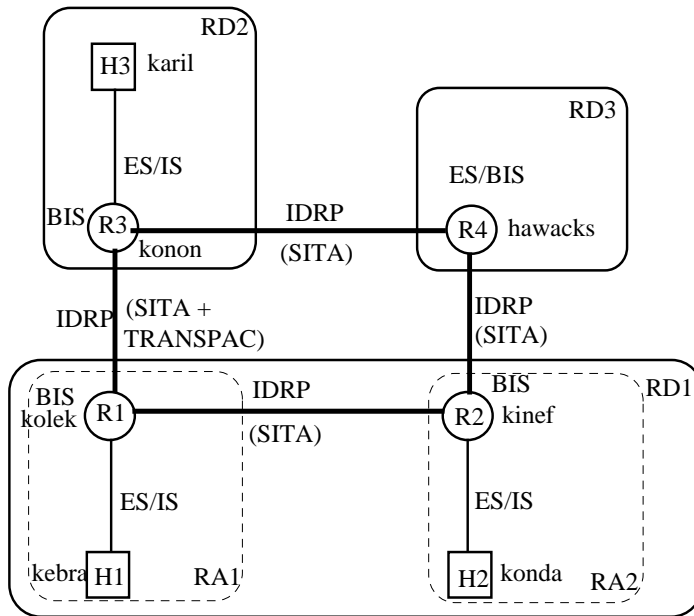 RD2
H3 karil
RD3
ES/IS
ES/BIS
BIS
R3
IDRP
R4 hawacks
konon
(SITA)
IDRP
(SITA +
TRANSPAC)
IDRP
(SITA)
BIS
kolek
R1
IDRP
(SITA)
BIS
R2 kinef
RD1
ES/IS
ES/IS
kebra H1
RA1
H2 konda
RA2